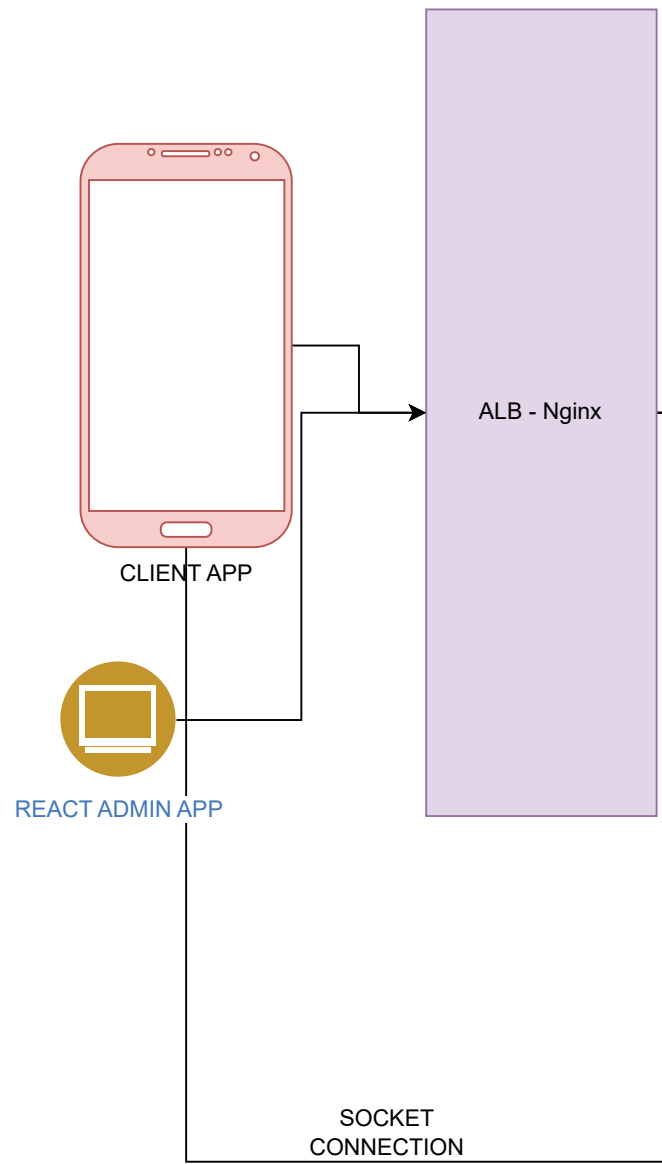 ALB - Nginx
CLIENT APP
REACT ADMIN APP
SOCKET
CONNECTION